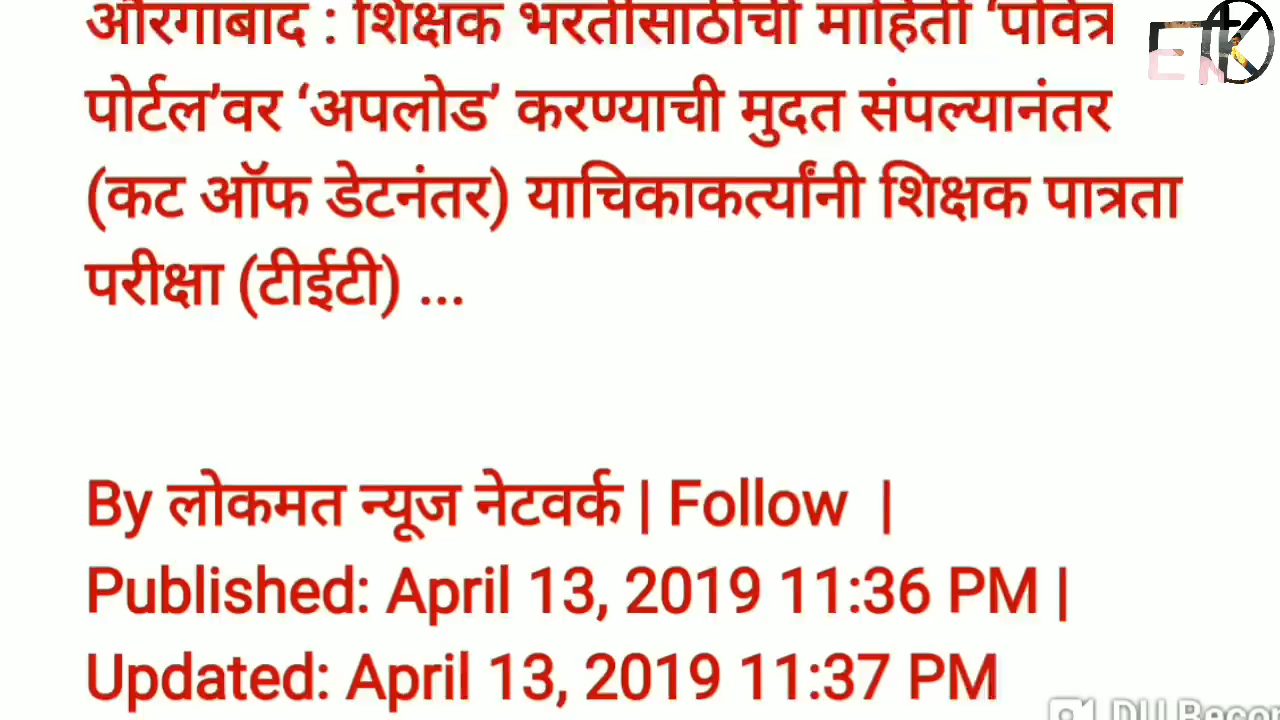 औरंगाबाद : शिक्षक भरतीसाठीची माहिती ‘पवित्र
पोर्टल’वर ‘अपलोड’ करण्याची मुदत संपल्यानंतर
(कट ऑफ डेटनंतर) याचिकाकर्त्यांनी शिक्षक पात्रता
परीक्षा (टीईटी) ...
By लोकमत न्यूज नेटवर्क | Follow |
Published: April 13, 2019 11:36 PM |
Updated: April 13, 2019 11:37 PM